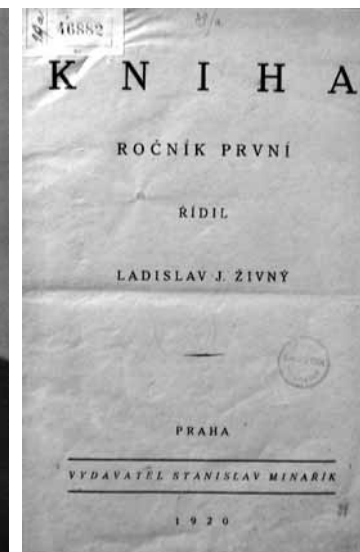 46882
K N I H A
ROČNÍK PRVNÍ
ŘÍDIL
LADISLAV J. ŽIVNÝ
PRAHA
VYDAVATEL STANISLAV MINAŘÍK
1920